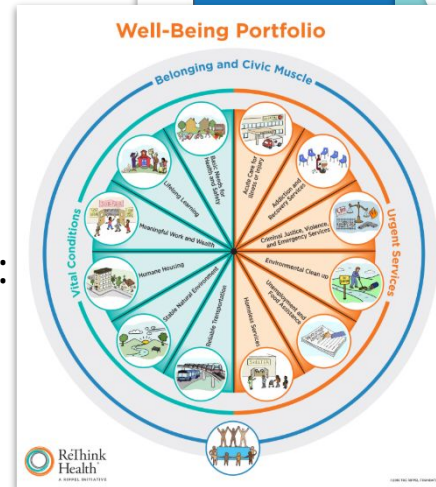 Well-Being Portfolio
Belonging and Civic Muscle
Vital Conditions
Urgent Services
Basic Needs for
Health and Safety
Lifelong Learning
Meaningful Work and Wealth
Humane Housing
Stable Natural Environment
Reliable Transportation
Acute Care for
Illness or Injury
Addiction and
Recovery Services
Criminal Justice, Violence
and Emergency Services
Environmental Clean up
Unemployment and
Food Assistance
Homeless Services
:
ReThink
Health
A RIPPEL INITIATIVE